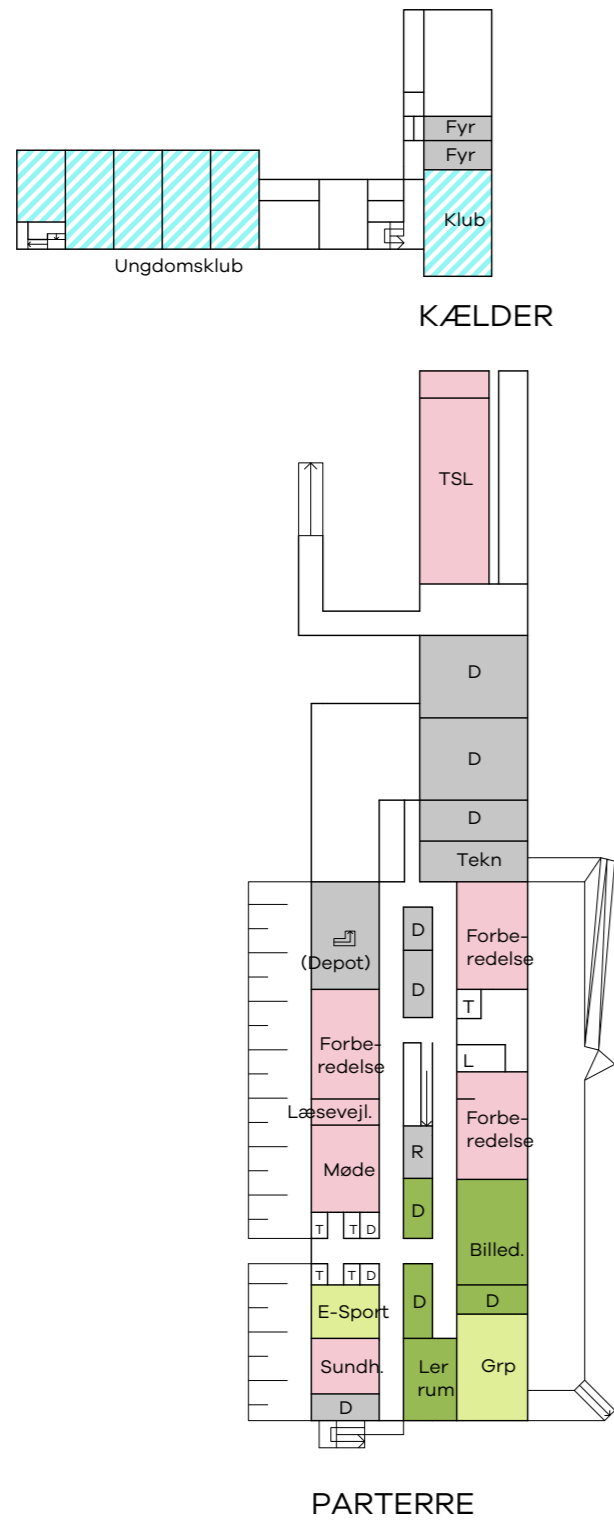 Fyr
Fyr
Klub
Ungdomsklub
KÆLDER
TSL
D
D
D
Tekn
D
Forbe-
redelse
(Depot)
D
T
Forbe-
redelse
L
Læsevejl.
Forbe-
redelse
Møde
R
D
T T D
Billed.
T T D
D
D
E-Sport
Sundh.
Ler
rum
Grp
D
PARTERRE